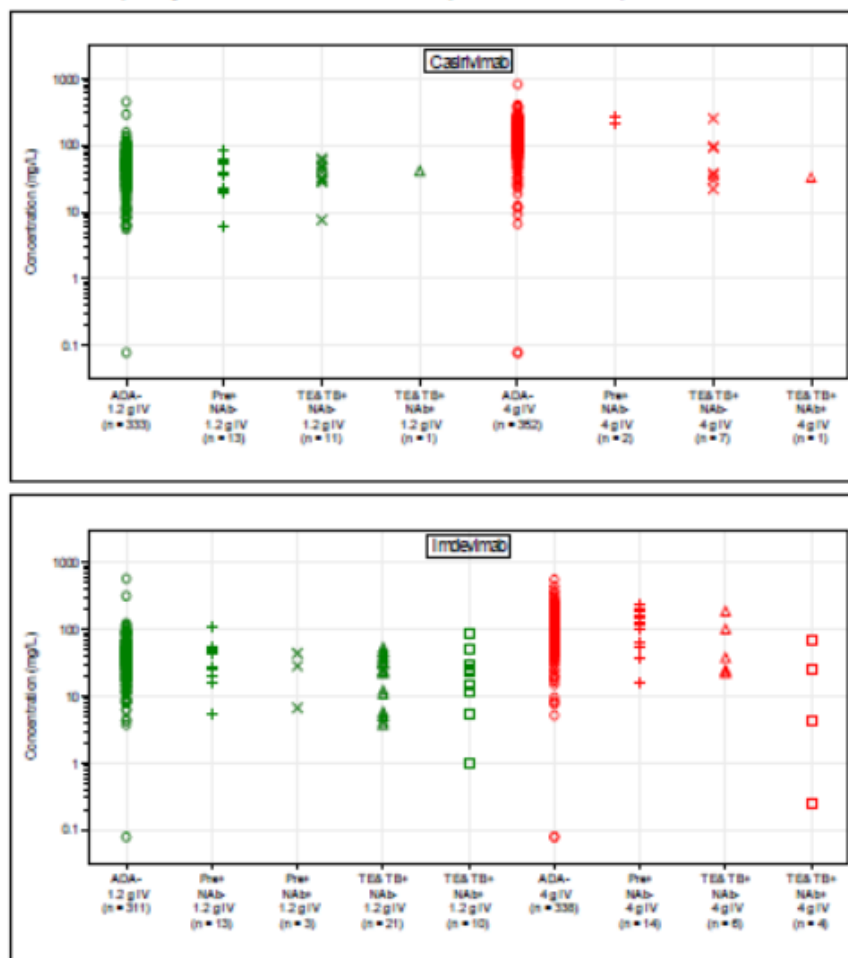 Casirivimab
Concentration (mg/L)
1000
100
10
1
0.1
ADA-
1.2 g IV
(n = 333)
Pre+
NAb-
1.2 g IV
(n = 13)
TE&TB+
NAb-
1.2 g IV
(n = 11)
TE&TB+
NAb+
1.2 g IV
(n = 1)
ADA-
4 g IV
(n = 352)
Pre+
NAb-
4 g IV
(n = 2)
TE&TB+
NAb-
4 g IV
(n = 7)
TE&TB+
NAb+
4 g IV
(n = 1)
Imdevimab
Concentration (mg/L)
1000
100
10
1
0.1
ADA-
1.2 g IV
(n = 311)
Pre+
NAb-
1.2 g IV
(n = 13)
Pre+
NAb+
1.2 g IV
(n = 3)
TE&TB+
NAb-
1.2 g IV
(n = 21)
TE&TB+
NAb+
1.2 g IV
(n = 10)
ADA-
4 g IV
(n = 338)
Pre+
NAb-
4 g IV
(n = 14)
TE&TB+
NAb-
4 g IV
TE&TB+
NAb+
4 g IV
(n = 4)